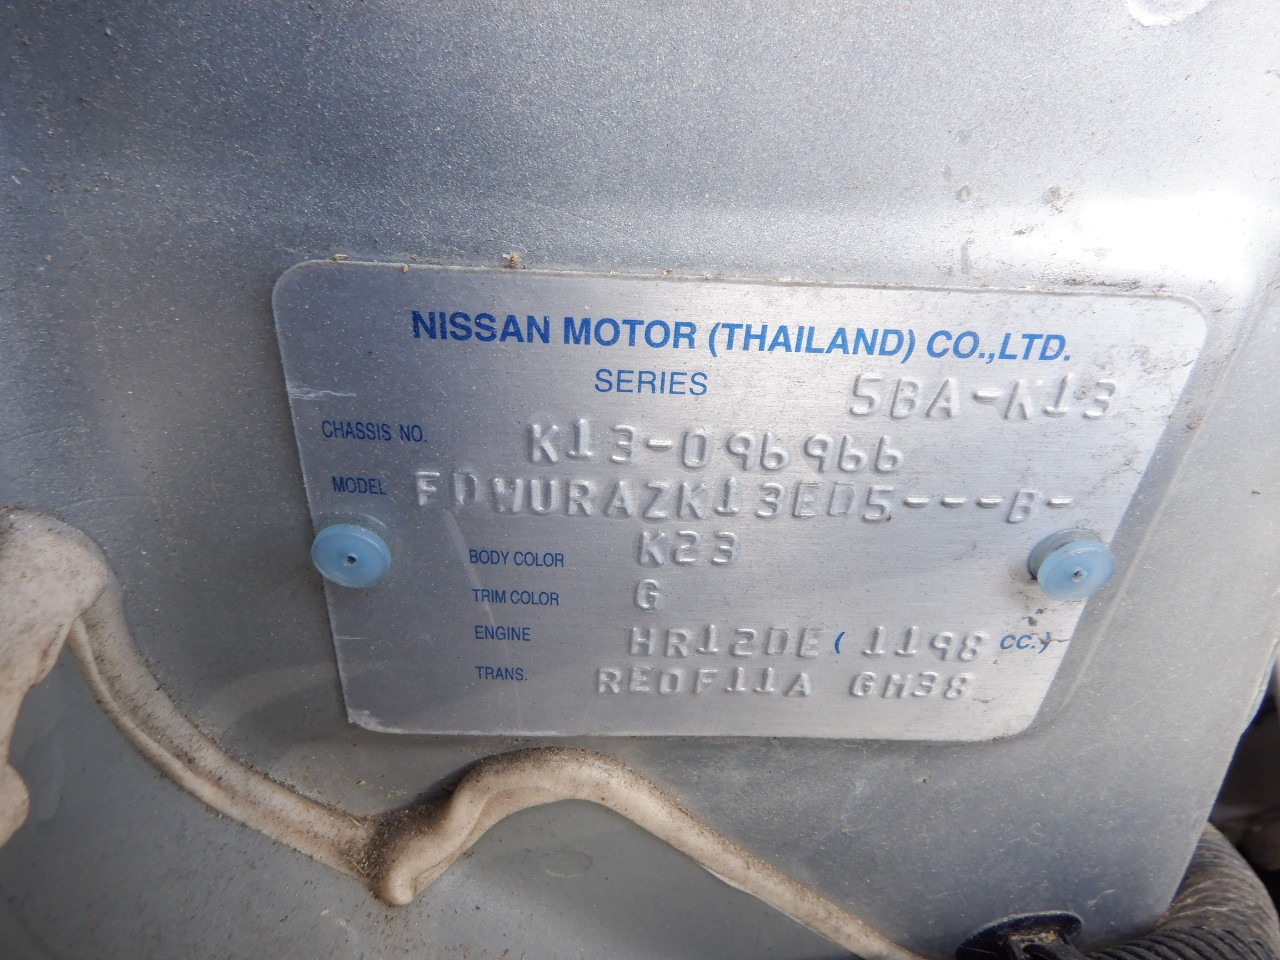 NISSAN MOTOR (THAILAND) CO.,LTD.
SERIES 5BA-K13
CHASSIS NO. K13-096966
MODEL FDWURAZK13ED5---B-
BODY COLOR K23
TRIM COLOR G
ENGINE HR12DE ( 1198 CC.)
TRANS. RE0F11A GH38